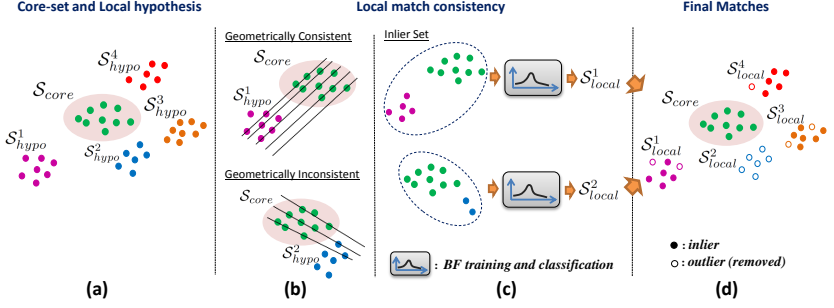 Core-set and Local hypothesis
Local match consistency
Final Matches
S_core
S^4_hypo
S^3_hypo
S^1_hypo
S^2_hypo
(a)
Geometrically Consistent
S_core
S^1_hypo
Geometrically Inconsistent
S_core
S^2_hypo
(b)
Inlier Set
S^1_local
S^2_local
: BF training and classification
(c)
S^4_local
S_core
S^3_local
S^1_local
S^2_local
: inlier
: outlier (removed)
(d)